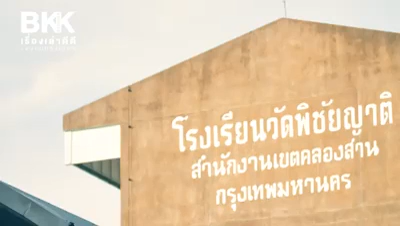 BKK
เรื่องเล่าดีดี
โรงเรียนวัดพิชัยญาติ
สำนักงานเขตคลองสาน
กรุงเทพมหานคร